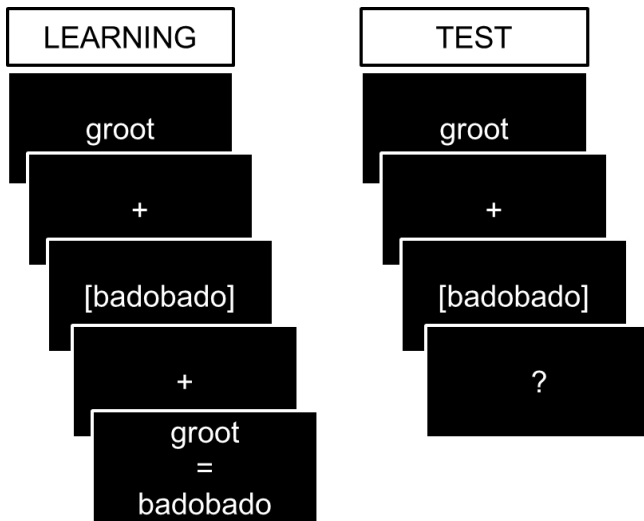 LEARNING
groot
+
[badobado]
+
groot
=
badobado
TEST
groot
+
[badobado]
?